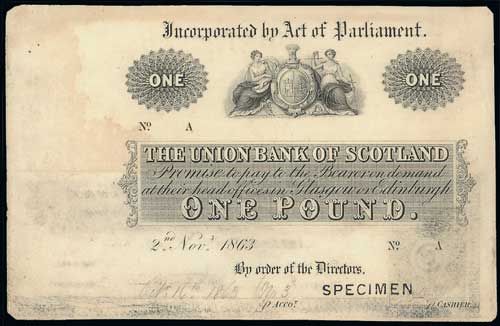 Incorporated by Act of Parliament.
ONE ONE
No. A
THE UNION BANK OF SCOTLAND
Promise to pay to the Bearer on demand
at their head offices in Glasgow or Edinburgh
ONE POUND.
2nd Novr. 1863 No. A
By order of the Directors.
SPECIMEN
p Acco.t p CASHIER.